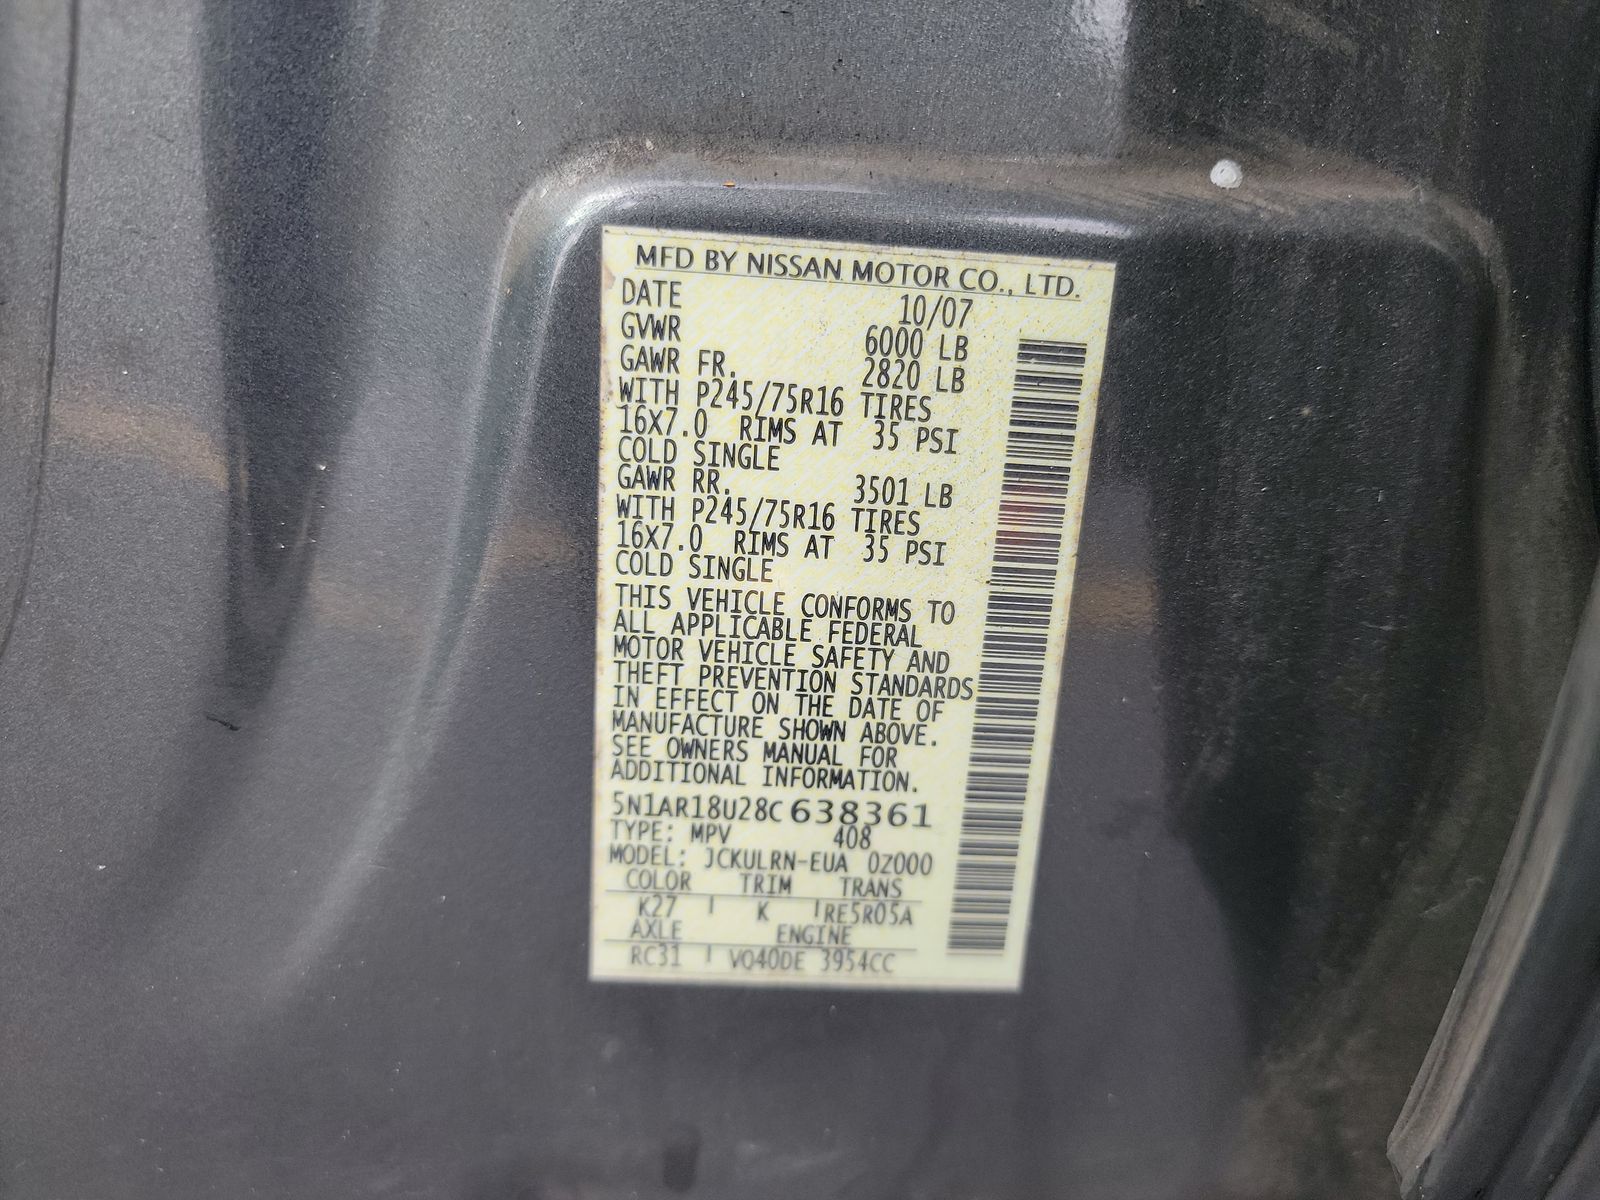 MFD BY NISSAN MOTOR CO., LTD.
DATE 10/07
GVWR 6000 LB
GAWR FR. 2820 LB
WITH P245/75R16 TIRES
16X7.0 RIMS AT 35 PSI
COLD SINGLE
GAWR RR. 3501 LB
WITH P245/75R16 TIRES
16X7.0 RIMS AT 35 PSI
COLD SINGLE
THIS VEHICLE CONFORMS TO
ALL APPLICABLE FEDERAL
MOTOR VEHICLE SAFETY AND
THEFT PREVENTION STANDARDS
IN EFFECT ON THE DATE OF
MANUFACTURE SHOWN ABOVE.
SEE OWNERS MANUAL FOR
ADDITIONAL INFORMATION.
5N1AR18U28C638361
TYPE: MPV 408
MODEL: JCKULRN-EUA 0Z000
COLOR TRIM TRANS
K27 K RE5R05A
AXLE ENGINE
RC31 VQ40DE 3954CC